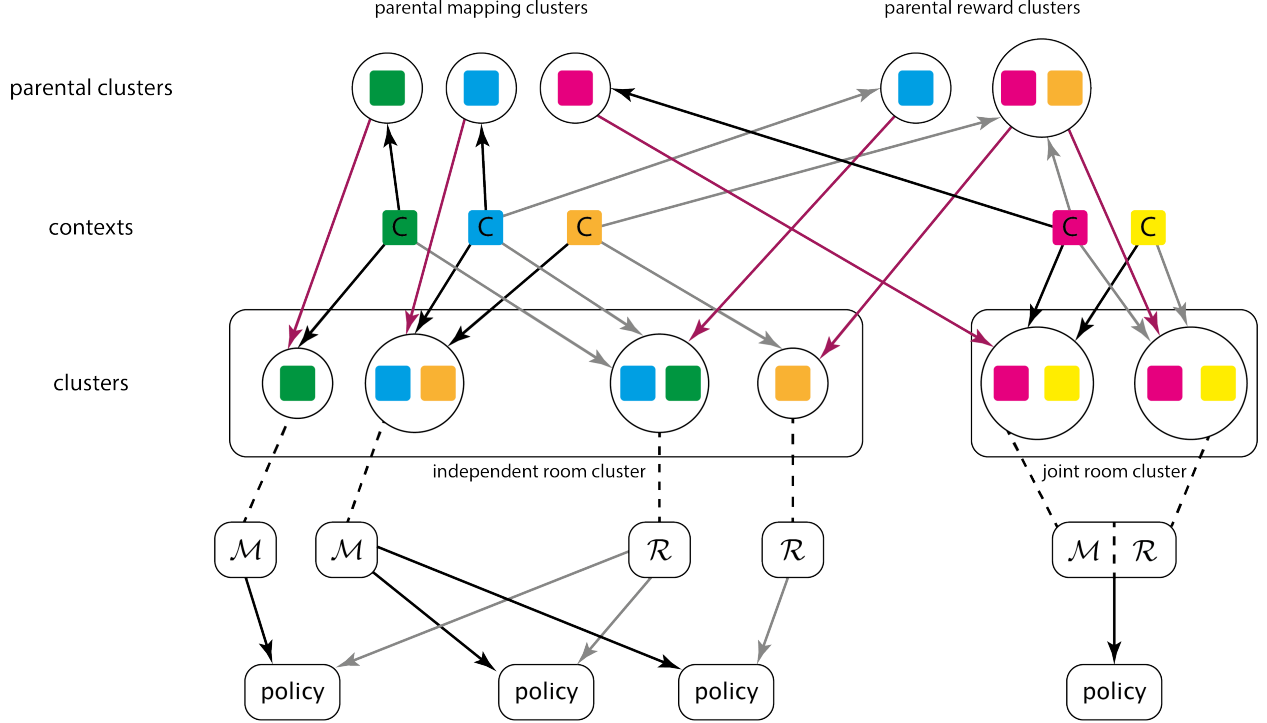 parental mapping clusters
parental reward clusters
parental clusters
contexts
C
C
C
C
C
clusters
independent room cluster
joint room cluster
ℳ
ℳ
ℛ
ℛ
ℳ
ℛ
policy
policy
policy
policy